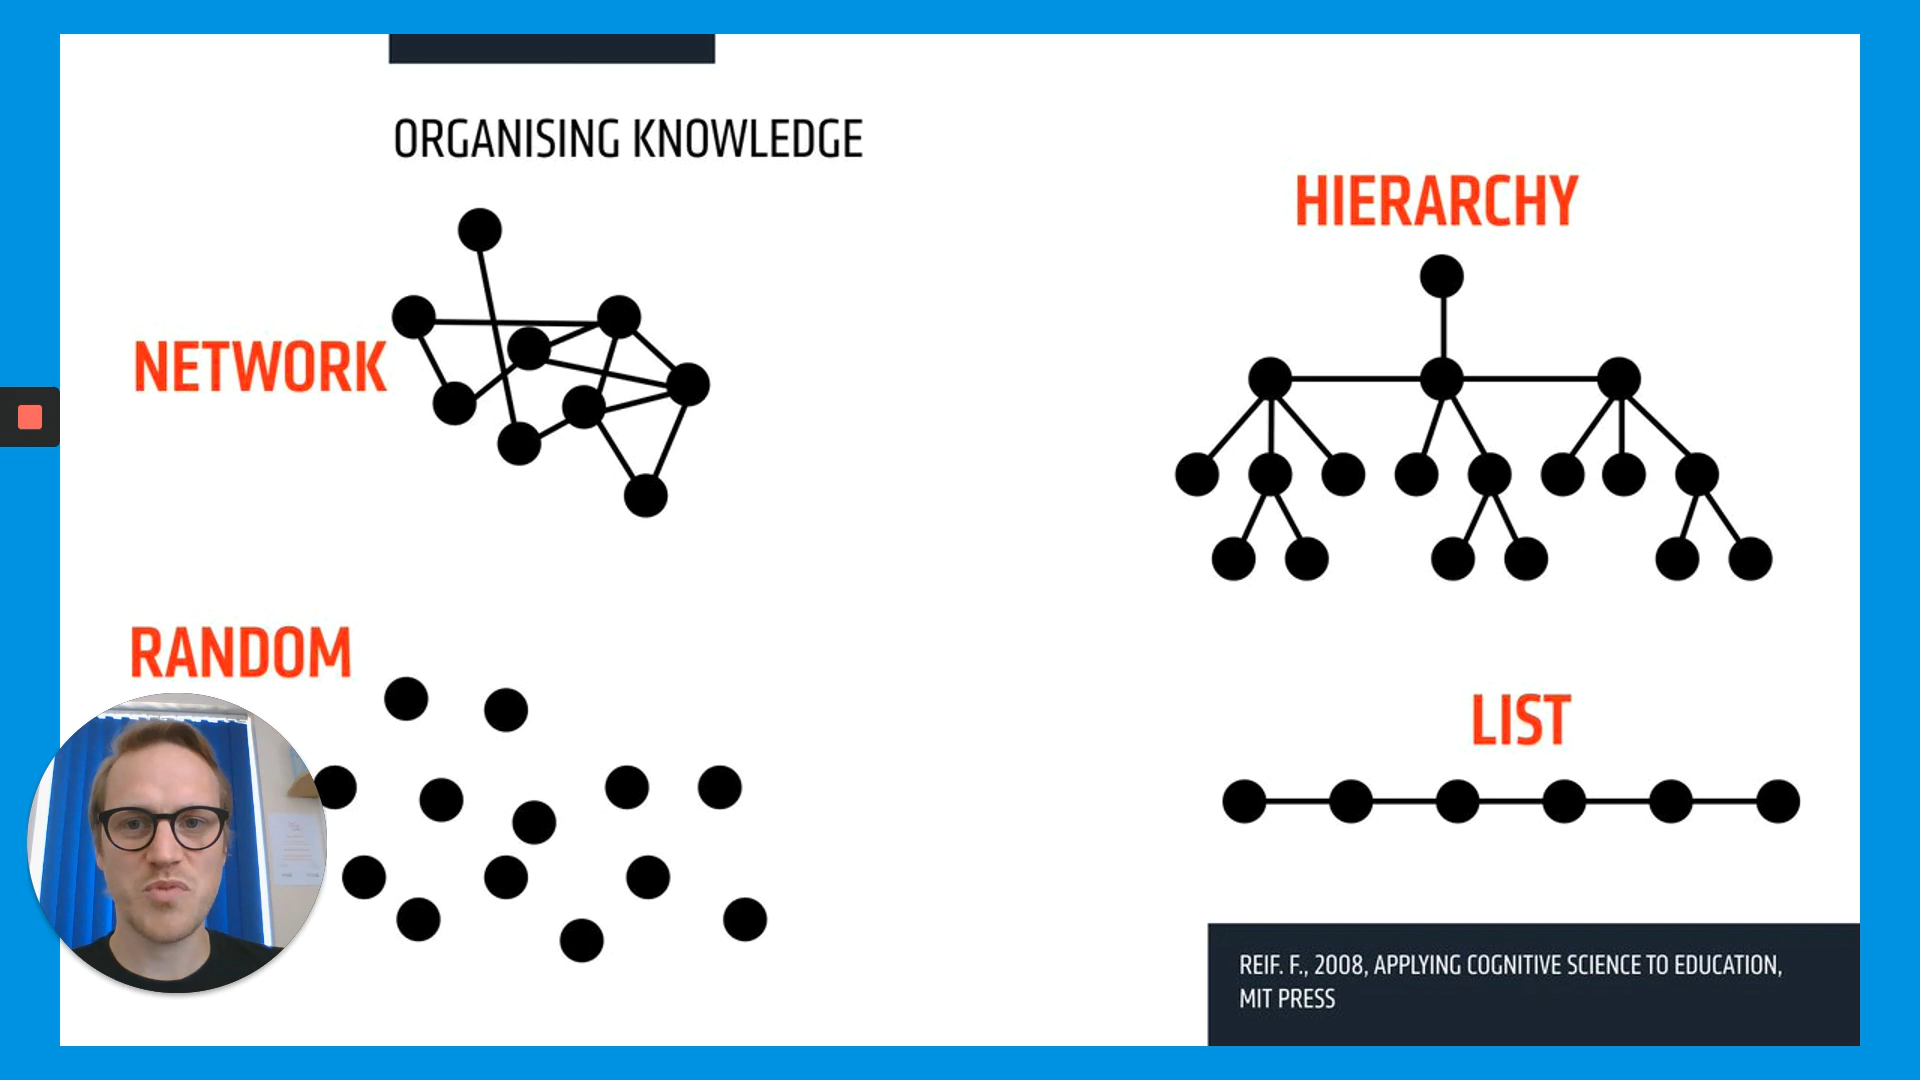 ORGANISING KNOWLEDGE
HIERARCHY
NETWORK
RANDOM
LIST
REIF. F., 2008, APPLYING COGNITIVE SCIENCE TO EDUCATION,
MIT PRESS